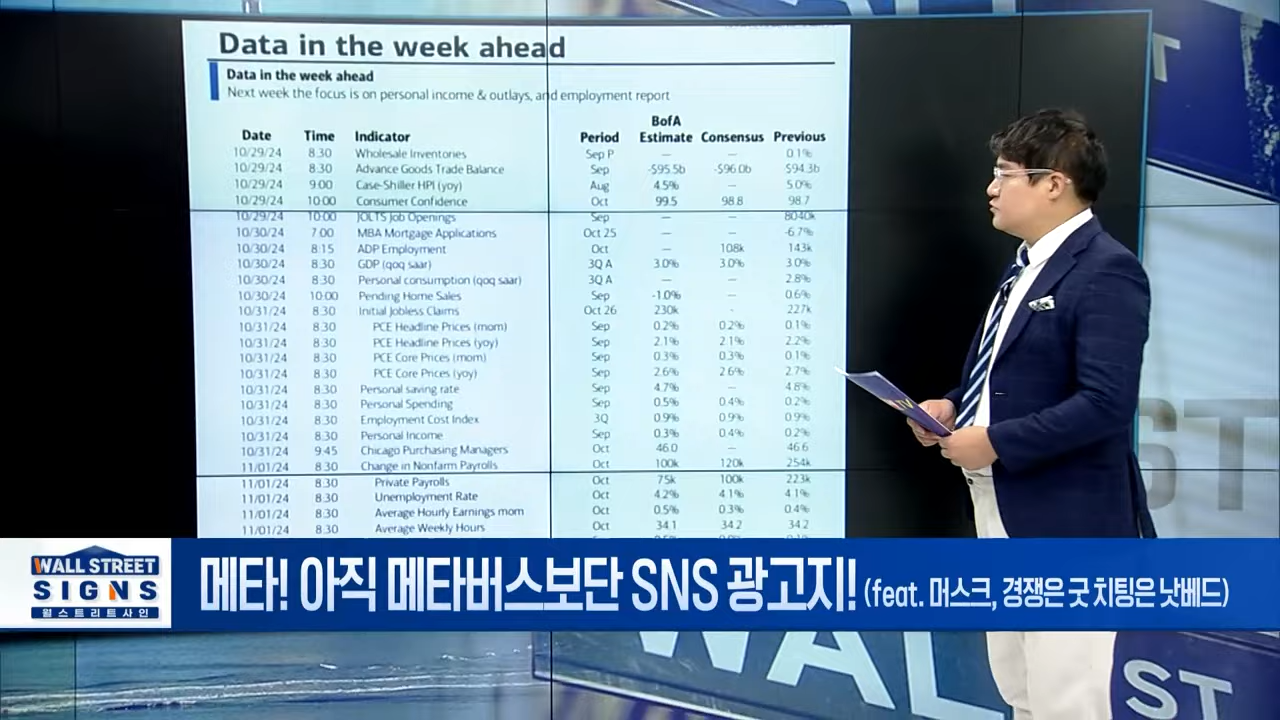 Data in the week ahead
Data in the week ahead
Next week the focus is on personal income & outlays, and employment report
Date Time Indicator Period BofA Estimate Consensus Previous
10/29/24 8:30 Wholesale Inventories Sep P — — 0.1%
10/29/24 8:30 Advance Goods Trade Balance Sep -$95.5b -$96.0b $94.3b
10/29/24 9:00 Case-Shiller HPI (yoy) Aug 4.5% — 5.0%
10/29/24 10:00 Consumer Confidence Oct 99.5 98.8 98.7
10/29/24 10:00 JOLTS Job Openings Sep — — 8040k
10/30/24 7:00 MBA Mortgage Applications Oct 25 — — -6.7%
10/30/24 8:15 ADP Employment Oct — 108k 143k
10/30/24 8:30 GDP (qoq saar) 3Q A 3.0% 3.0% 3.0%
10/30/24 8:30 Personal consumption (qoq saar) 3Q A — — 2.8%
10/30/24 10:00 Pending Home Sales Sep -1.0% — 0.6%
10/31/24 8:30 Initial Jobless Claims Oct 26 230k - 227k
10/31/24 8:30 PCE Headline Prices (mom) Sep 0.2% 0.2% 0.1%
10/31/24 8:30 PCE Headline Prices (yoy) Sep 2.1% 2.1% 2.2%
10/31/24 8:30 PCE Core Prices (mom) Sep 0.3% 0.3% 0.1%
10/31/24 8:30 PCE Core Prices (yoy) Sep 2.6% 2.6% 2.7%
10/31/24 8:30 Personal saving rate Sep 4.7% — 4.8%
10/31/24 8:30 Personal Spending Sep 0.5% 0.4% 0.2%
10/31/24 8:30 Employment Cost Index 3Q 0.9% 0.9% 0.9%
10/31/24 8:30 Personal Income Sep 0.3% 0.4% 0.2%
10/31/24 9:45 Chicago Purchasing Managers Oct 46.0 — 46.6
11/01/24 8:30 Change in Nonfarm Payrolls Oct 100k 120k 254k
11/01/24 8:30 Private Payrolls Oct 75k 100k 223k
11/01/24 8:30 Unemployment Rate Oct 4.2% 4.1% 4.1%
11/01/24 8:30 Average Hourly Earnings mom Oct 0.5% 0.3% 0.4%
11/01/24 8:30 Average Weekly Hours Oct 34.1 34.2 34.2
WALL STREET
SIGNS
월스트리트사인
메타! 아직 메타버스보단 SNS 광고지! (feat. 머스크, 경쟁은 굿 치팅은 낫베드)
WALL ST